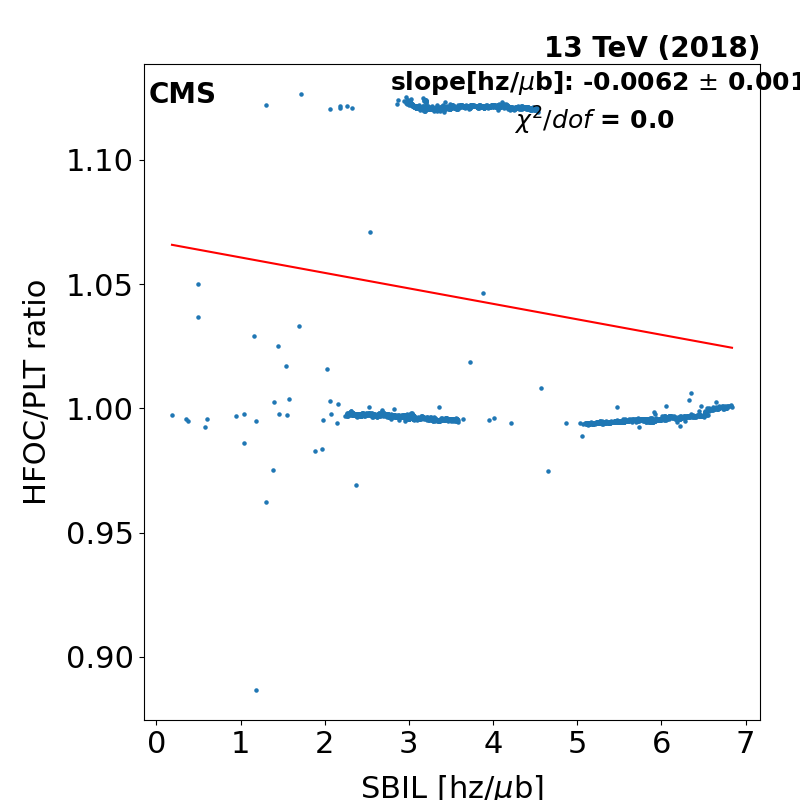 13 TeV (2018)
CMS
slope[hz/μb]: -0.0062 ± 0.001
χ²/dof = 0.0
1.10
1.05
1.00
0.95
0.90
HFOC/PLT ratio
0 1 2 3 4 5 6 7
SBIL [hz/μb]